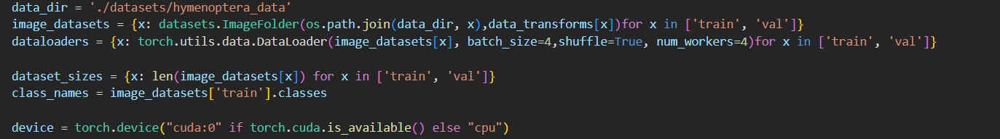 data_dir = './datasets/hymenoptera_data'
image_datasets = {x: datasets.ImageFolder(os.path.join(data_dir, x),data_transforms[x])for x in ['train', 'val']}
dataloaders = {x: torch.utils.data.DataLoader(image_datasets[x], batch_size=4,shuffle=True, num_workers=4)for x in ['train', 'val']}
dataset_sizes = {x: len(image_datasets[x]) for x in ['train', 'val']}
class_names = image_datasets['train'].classes
device = torch.device("cuda:0" if torch.cuda.is_available() else "cpu")